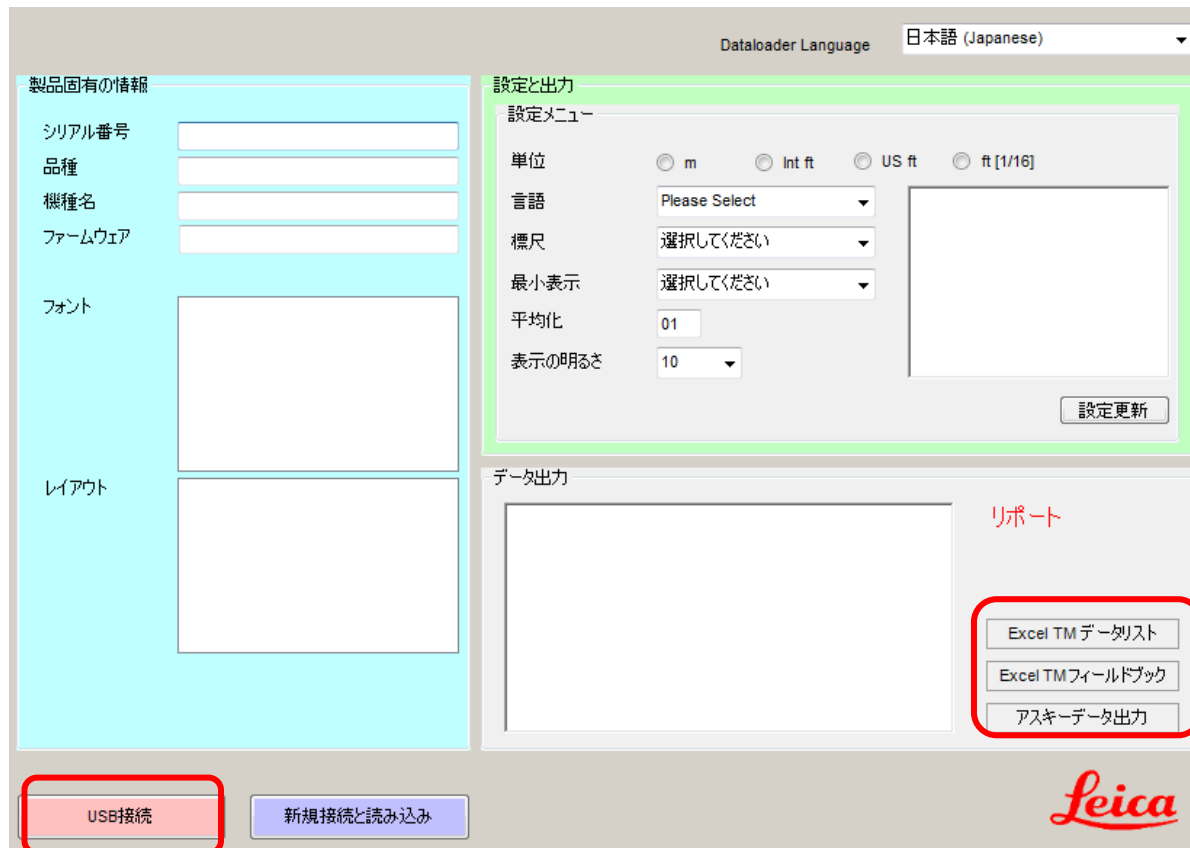 Dataloader Language 日本語 (Japanese)
製品固有の情報
シリアル番号
品種
機種名
ファームウェア
フォント
レイアウト
設定と出力
設定メニュー
単位 m Int ft US ft ft [1/16]
言語 Please Select
標尺 選択してください
最小表示 選択してください
平均化 01
表示の明るさ 10
設定更新
データ出力
リポート
Excel TM データリスト
Excel TMフィールドブック
アスキーデータ出力
USB接続 新規接続と読み込み
Leica